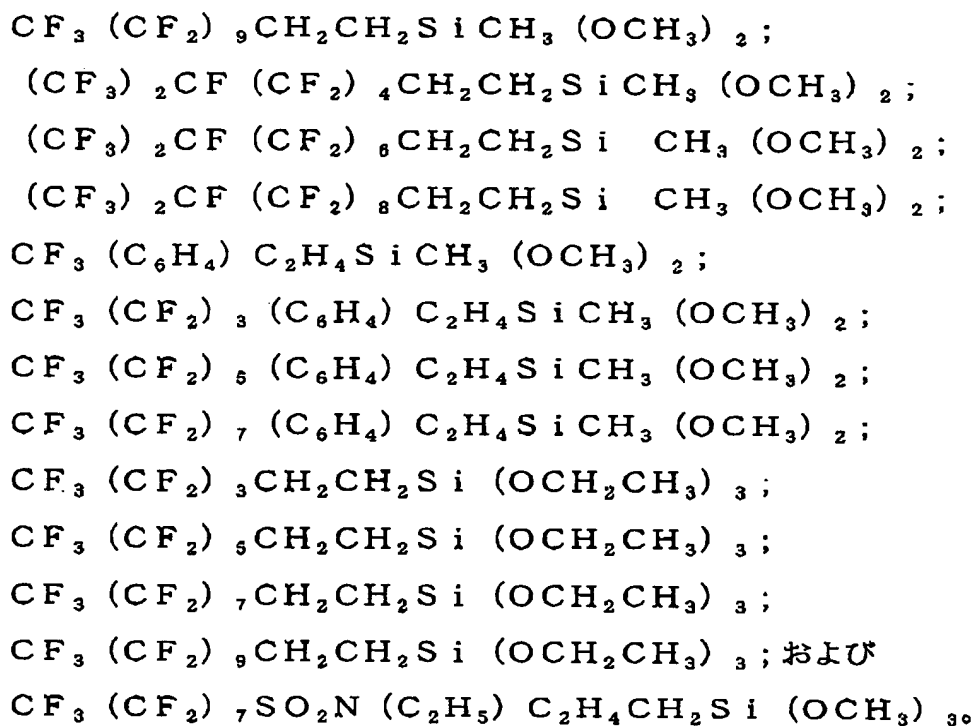 CF₃(CF₂)₉CH₂CH₂SiCH₃(OCH₃)₂;
(CF₃)₂CF(CF₂)₄CH₂CH₂SiCH₃(OCH₃)₂;
(CF₃)₂CF(CF₂)₆CH₂CH₂Si CH₃(OCH₃)₂;
(CF₃)₂CF(CF₂)₈CH₂CH₂Si CH₃(OCH₃)₂;
CF₃(C₆H₄)C₂H₄SiCH₃(OCH₃)₂;
CF₃(CF₂)₃(C₆H₄)C₂H₄SiCH₃(OCH₃)₂;
CF₃(CF₂)₅(C₆H₄)C₂H₄SiCH₃(OCH₃)₂;
CF₃(CF₂)₇(C₆H₄)C₂H₄SiCH₃(OCH₃)₂;
CF₃(CF₂)₃CH₂CH₂Si(OCH₂CH₃)₃;
CF₃(CF₂)₅CH₂CH₂Si(OCH₂CH₃)₃;
CF₃(CF₂)₇CH₂CH₂Si(OCH₂CH₃)₃;
CF₃(CF₂)₉CH₂CH₂Si(OCH₂CH₃)₃;および
CF₃(CF₂)₇SO₂N(C₂H₅)C₂H₄CH₂Si(OCH₃)₃。